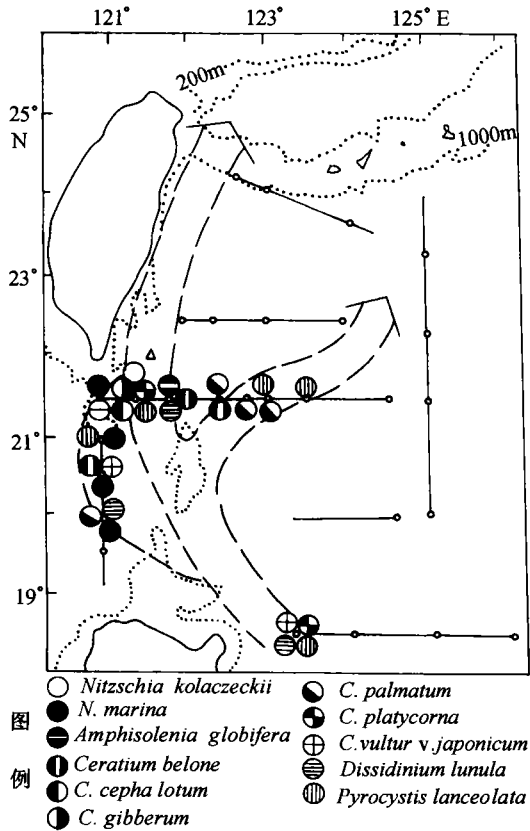 121° 123° 125° E
200m
25°
N
1000m
23°
21°
19°
图例
Nitzschia kolaczeckii
N. marina
Amphisolenia globifera
Ceratium belone
C. cepha lotum
C. gibberum
C. palmatum
C. platycorna
C. vultur v. japonicum
Dissidinium lunula
Pyrocystis lanceolata